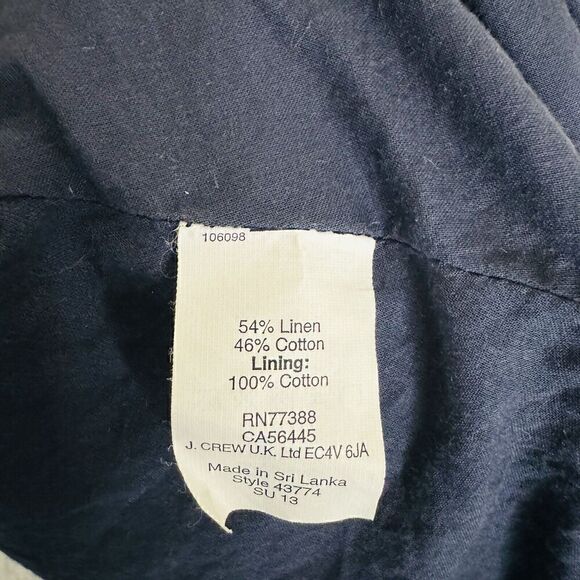 106098
54% Linen
46% Cotton
Lining:
100% Cotton
RN77388
CA56445
J. CREW U.K. Ltd EC4V 6JA
Made in Sri Lanka
Style 43774
SU 13